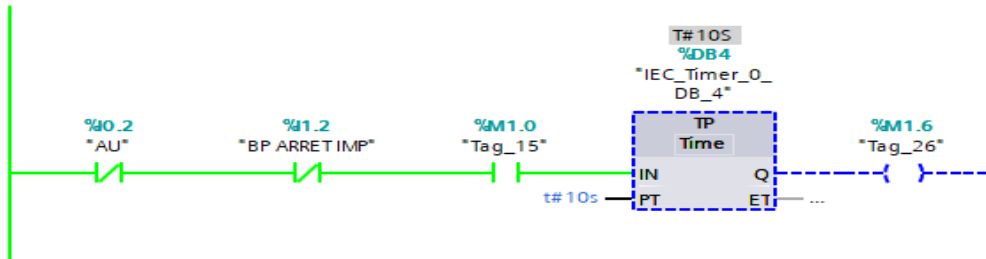 T#10S
%DB4
"IEC_Timer_0_
DB_4"
%I0.2
"AU"
%I1.2
"BP ARRET IMP"
%M1.0
"Tag_15"
TP
Time
%M1.6
"Tag_26"
IN
Q
t#10s
PT
ET
...